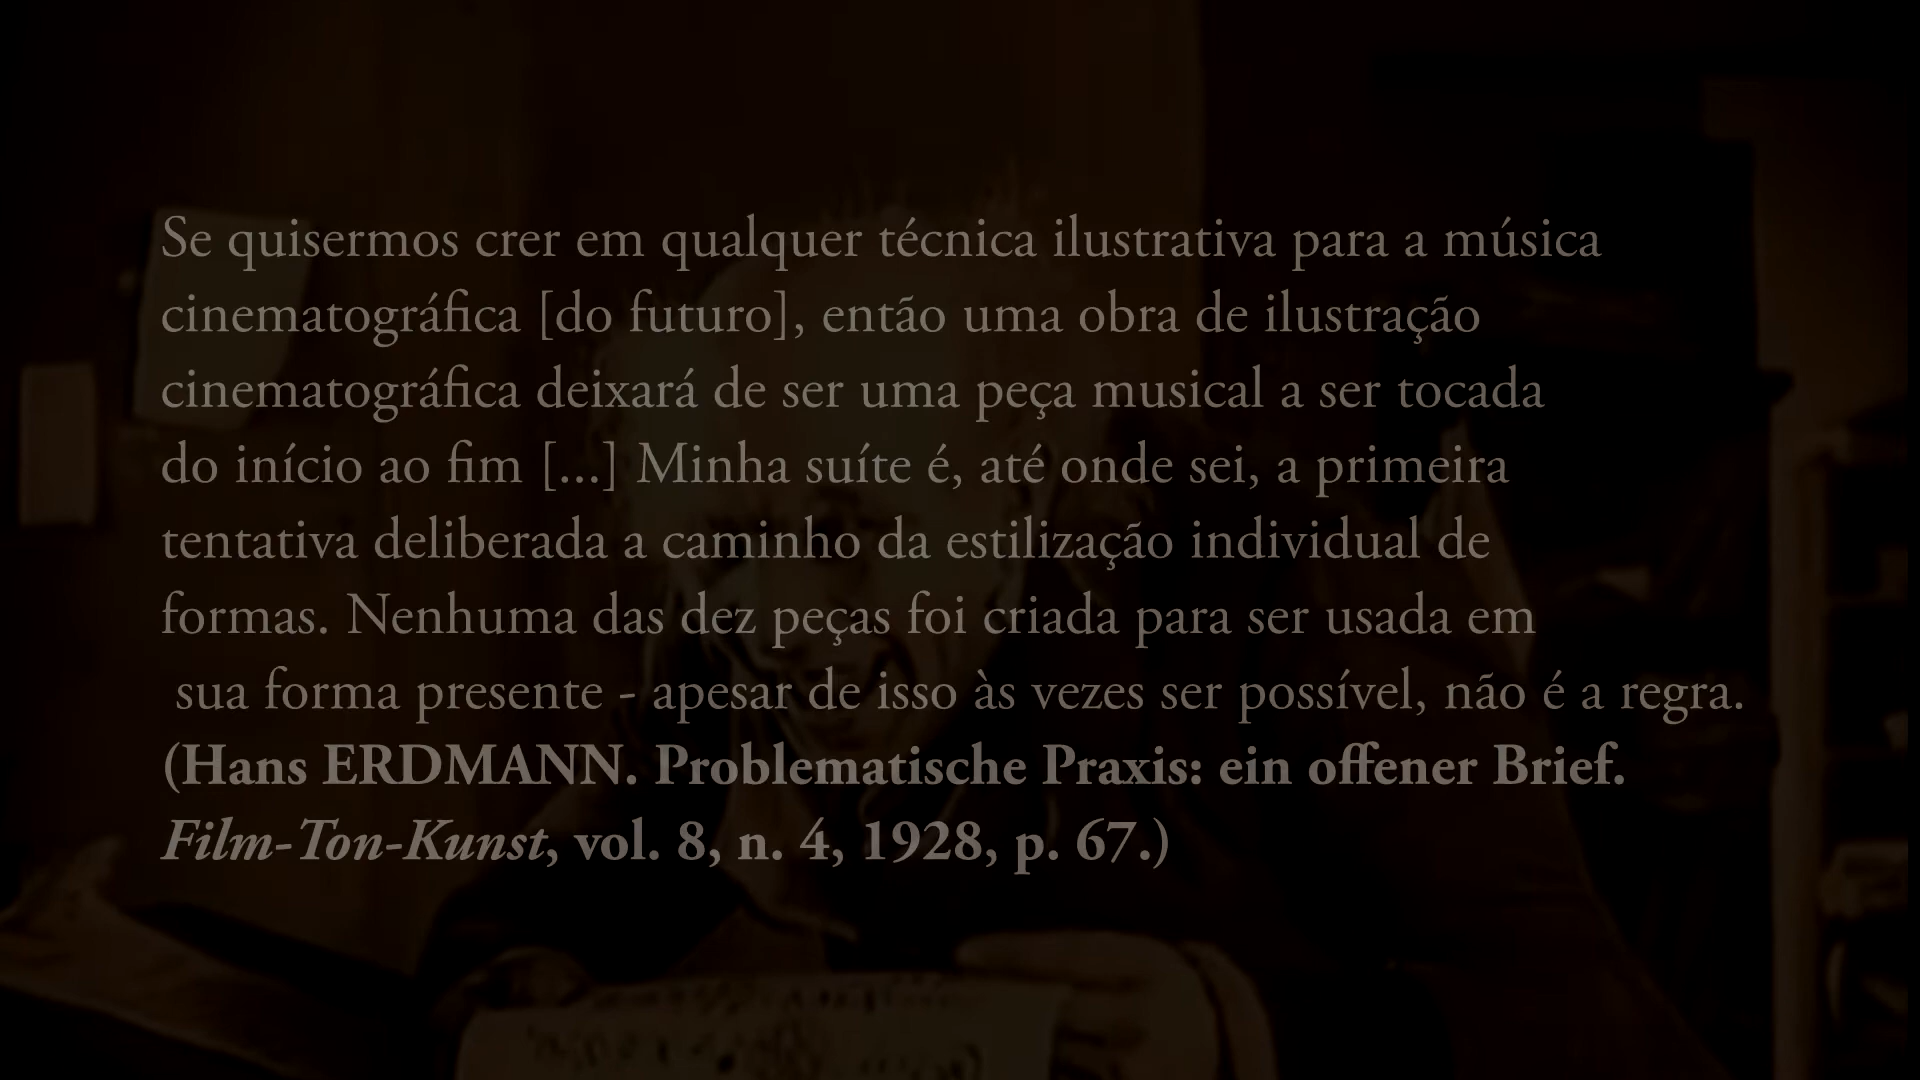 Se quisermos crer em qualquer técnica ilustrativa para a música
cinematográfica [do futuro], então uma obra de ilustração
cinematográfica deixará de ser uma peça musical a ser tocada
do início ao fim [...] Minha suíte é, até onde sei, a primeira
tentativa deliberada a caminho da estilização individual de
formas. Nenhuma das dez peças foi criada para ser usada em
sua forma presente - apesar de isso às vezes ser possível, não é a regra.
(Hans ERDMANN. Problematische Praxis: ein offener Brief.
Film-Ton-Kunst, vol. 8, n. 4, 1928, p. 67.)